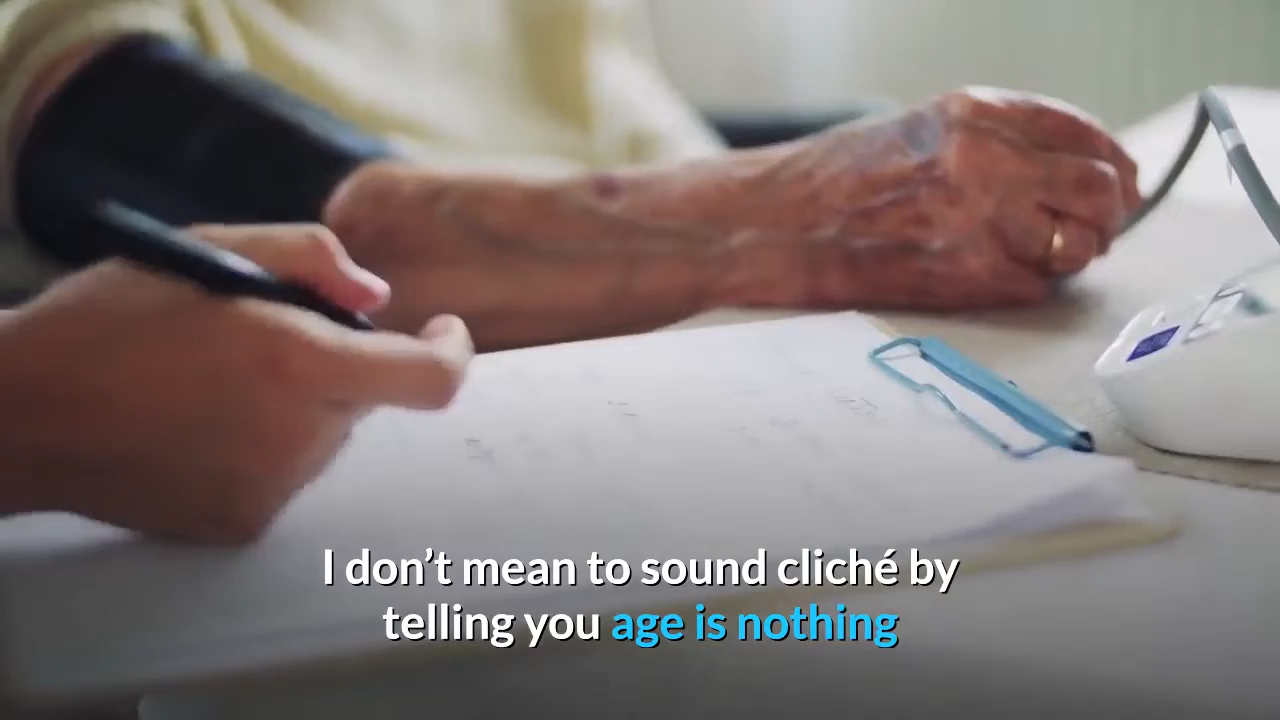 I don’t mean to sound cliché by
telling you age is nothing